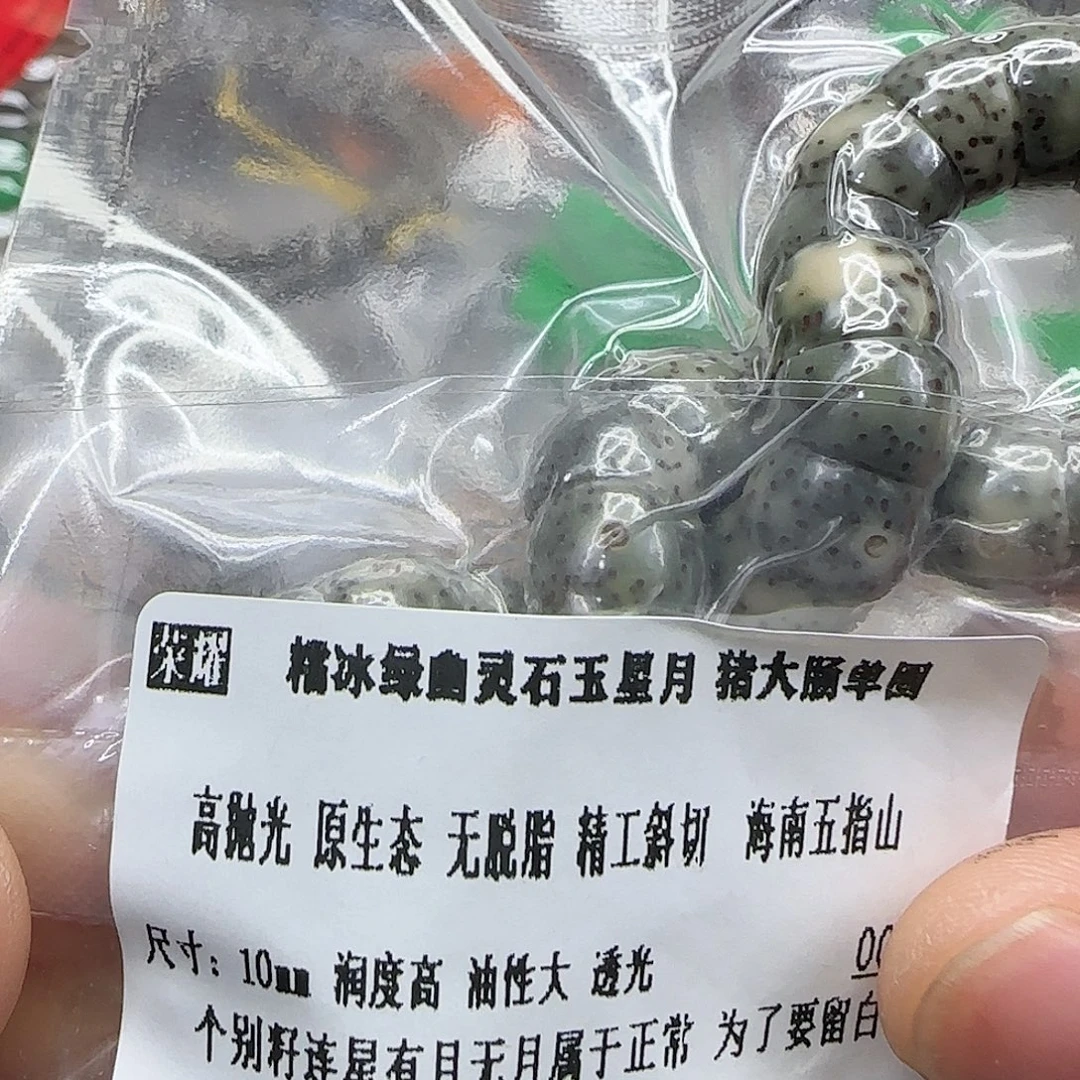 荣耀 糯冰绿幽灵石玉星月 猪大肠单圈
高抛光 原生态 无脱脂 精工斜切 海南五指山
尺寸：10mm 润度高 油性大 透光
个别籽连星有月无月属于正常 为了要留白